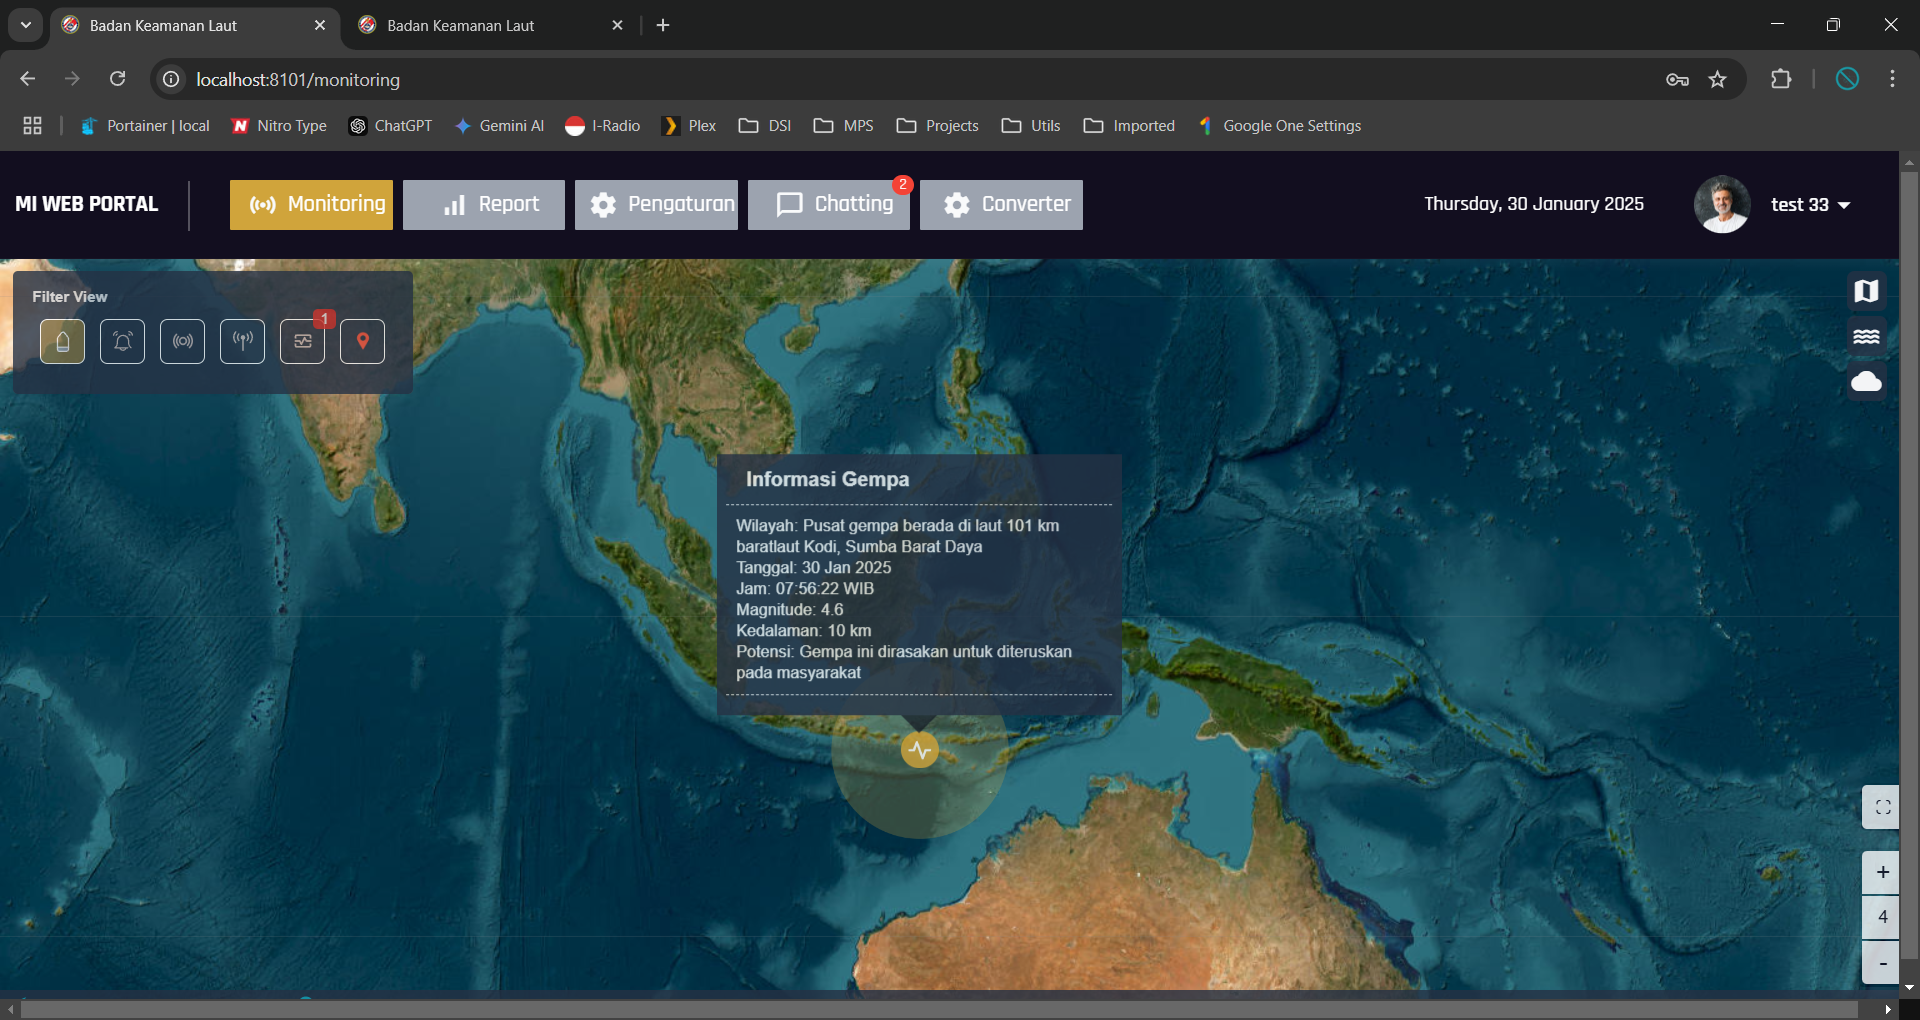 Badan Keamanan Laut
Badan Keamanan Laut
localhost:8101/monitoring
Portainer | local
Nitro Type
ChatGPT
Gemini AI
I-Radio
Plex
DSI
MPS
Projects
Utils
Imported
Google One Settings
MI WEB PORTAL
Monitoring
Report
Pengaturan
Chatting
2
Converter
Thursday, 30 January 2025
test 33
Filter View
1
Informasi Gempa
Wilayah: Pusat gempa berada di laut 101 km
baratlaut Kodi, Sumba Barat Daya
Tanggal: 30 Jan 2025
Jam: 07:56:22 WIB
Magnitude: 4.6
Kedalaman: 10 km
Potensi: Gempa ini dirasakan untuk diteruskan
pada masyarakat
+
4
-